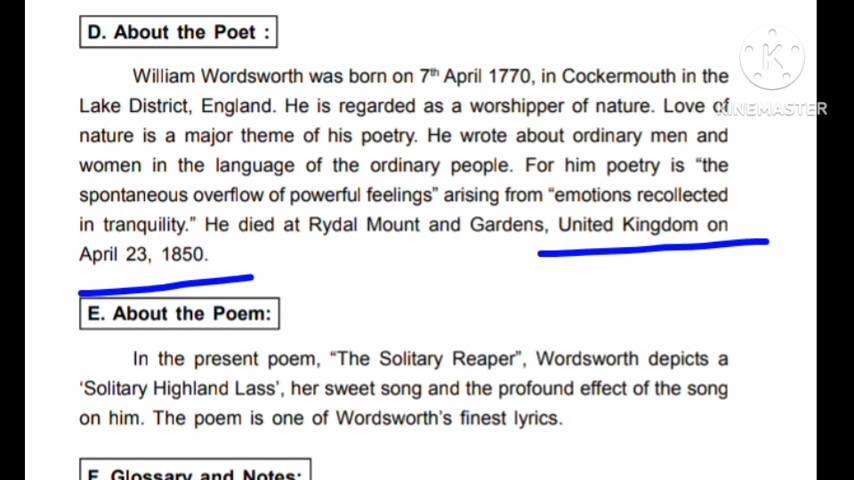 D. About the Poet :
William Wordsworth was born on 7th April 1770, in Cockermouth in the
Lake District, England. He is regarded as a worshipper of nature. Love of
nature is a major theme of his poetry. He wrote about ordinary men and
women in the language of the ordinary people. For him poetry is “the
spontaneous overflow of powerful feelings” arising from “emotions recollected
in tranquility.” He died at Rydal Mount and Gardens, United Kingdom on
April 23, 1850.
E. About the Poem:
In the present poem, “The Solitary Reaper”, Wordsworth depicts a
‘Solitary Highland Lass’, her sweet song and the profound effect of the song
on him. The poem is one of Wordsworth’s finest lyrics.
F. Glossary and Notes:
K
KINEMASTER